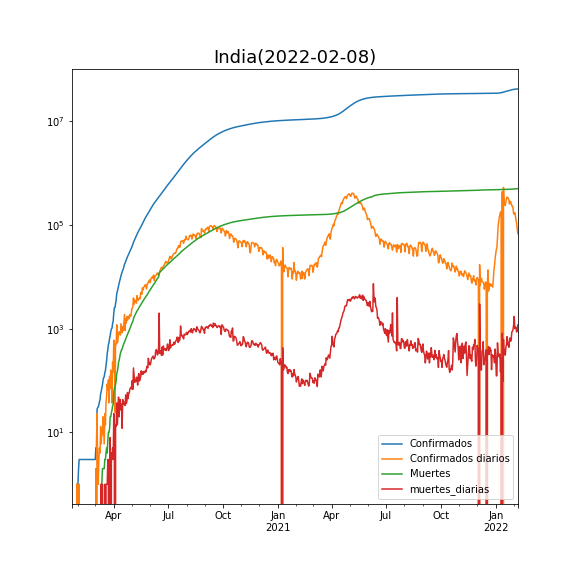 India(2022-02-08)
10^7
10^5
10^3
10^1
Apr Jul Oct Jan Apr Jul Oct Jan
2021 2022
Confirmados
Confirmados diarios
Muertes
muertes_diarias